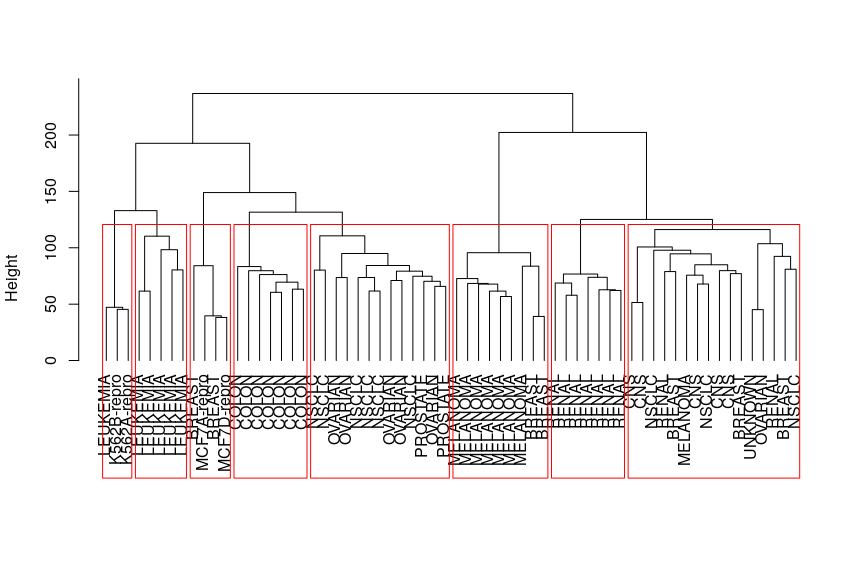 Height
200
150
100
50
0
LEUKEMIA
K562B-repro
K562A-repro
LEUKEMIA
LEUKEMIA
LEUKEMIA
LEUKEMIA
LEUKEMIA
BREAST
MCF7A-repro
BREAST
MCF7D-repro
COLON
COLON
COLON
COLON
COLON
COLON
COLON
NSCLC
NSCLC
OVARIAN
OVARIAN
NSCLC
NSCLC
NSCLC
OVARIAN
OVARIAN
NSCLC
PROSTATE
OVARIAN
PROSTATE
MELANOMA
MELANOMA
MELANOMA
MELANOMA
MELANOMA
MELANOMA
MELANOMA
BREAST
BREAST
RENAL
RENAL
RENAL
RENAL
RENAL
RENAL
RENAL
CNS
CNS
NSCLC
RENAL
BREAST
MELANOMA
CNS
NSCLC
CNS
CNS
BREAST
UNKNOWN
OVARIAN
RENAL
BREAST
NSCLC